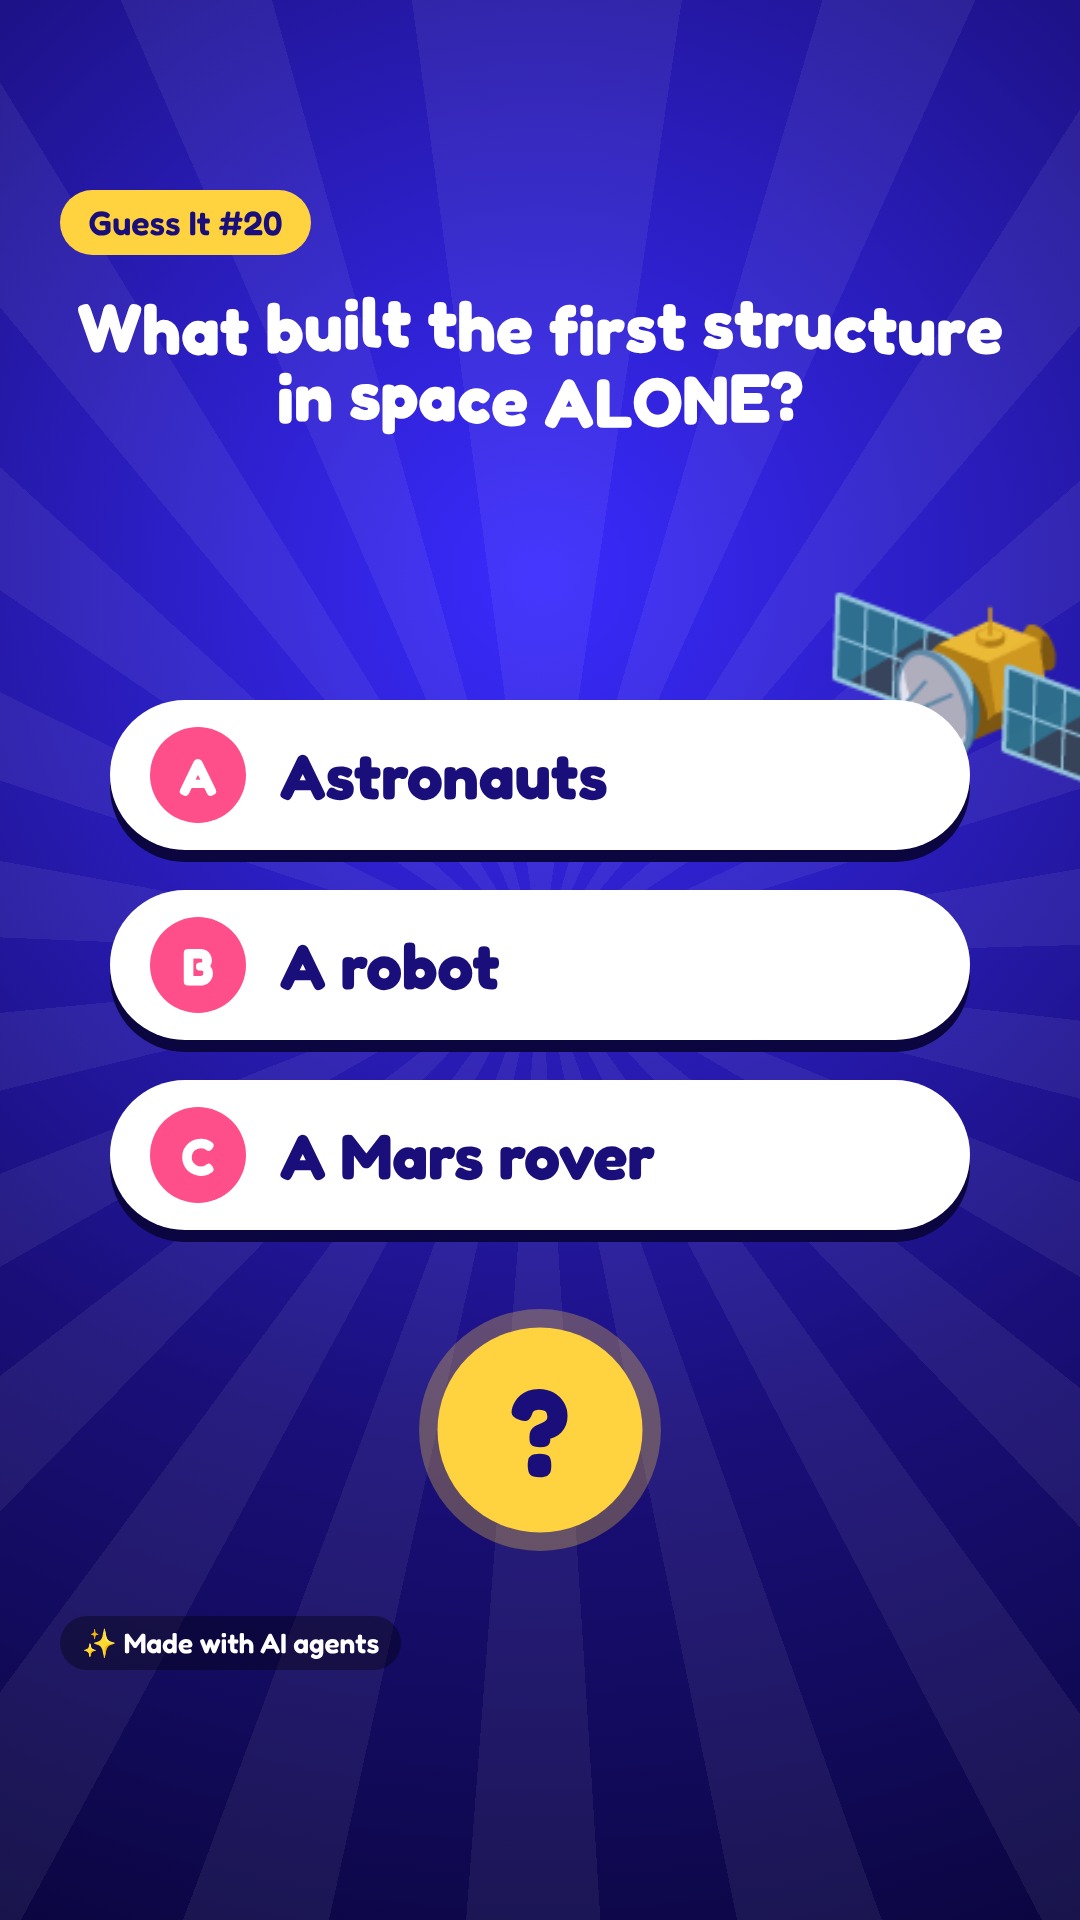 Guess It #20
What built the first structure
in space ALONE?
A Astronauts
B A robot
C A Mars rover
?
✨ Made with AI agents